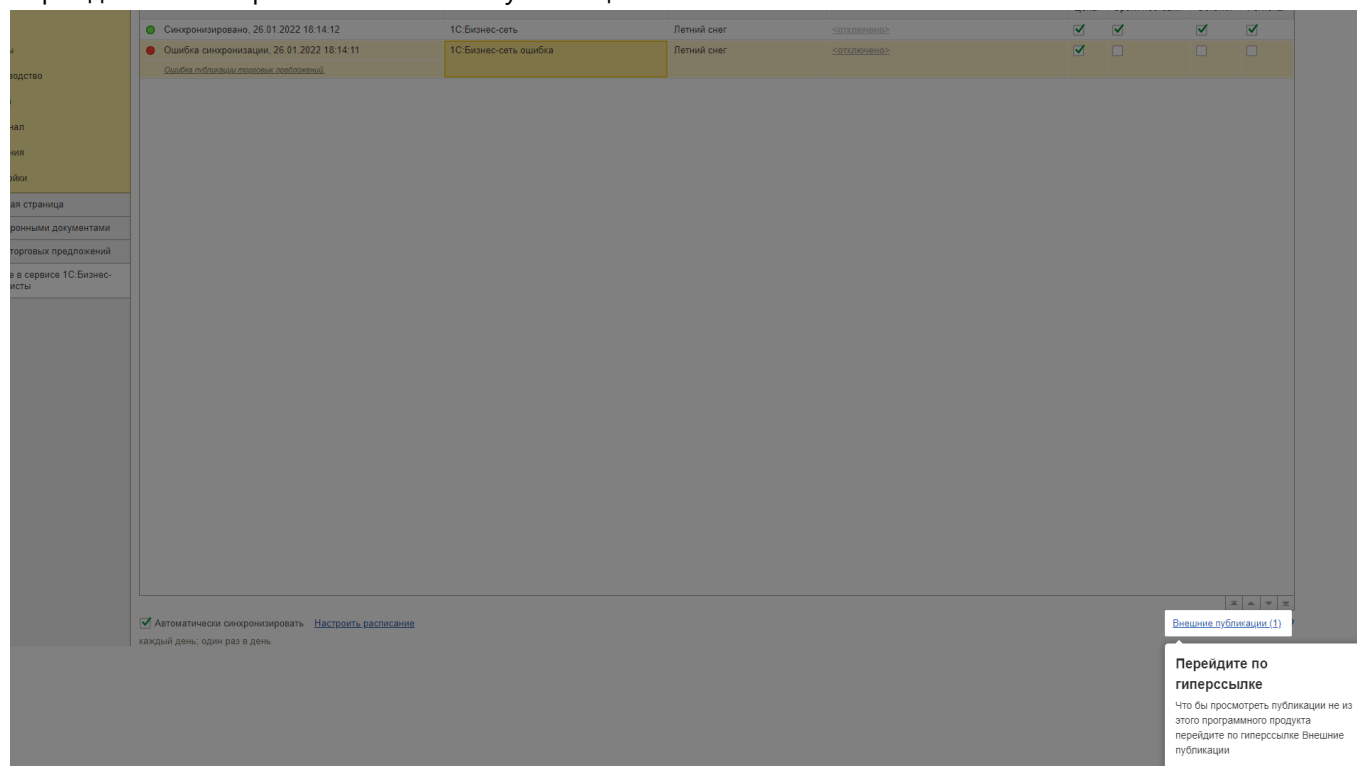 Синхронизировано, 26.01.2022 18:14:12 1С:Бизнес-сеть Летний снег <отключено>
Ошибка синхронизации, 26.01.2022 18:14:11 1С:Бизнес-сеть ошибка Летний снег <отключено>
Ошибка публикации торговых предложений.
ы
водство
нал
ния
ойки
ая страница
ронными документами
торговых предложений
е в сервисе 1С:Бизнес-
исты
Автоматически синхронизировать Настроить расписание Внешние публикации (1) ?
каждый день; один раз в день
Перейдите по
гиперссылке
Что бы просмотреть публикации не из
этого программного продукта
перейдите по гиперссылке Внешние
публикации